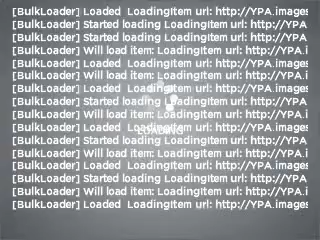 [BulkLoader] Loaded LoadingItem url: http://YPA.images
[BulkLoader] Started loading LoadingItem url: http://YPA
[BulkLoader] Started loading LoadingItem url: http://YPA
[BulkLoader] Will load item: LoadingItem url: http://YPA.i
[BulkLoader] Loaded LoadingItem url: http://YPA.images
[BulkLoader] Will load item: LoadingItem url: http://YPA.i
[BulkLoader] Loaded LoadingItem url: http://YPA.images
[BulkLoader] Started loading LoadingItem url: http://YPA
[BulkLoader] Will load item: LoadingItem url: http://YPA.i
[BulkLoader] Loaded LoadingItem url: http://YPA.images
LOADING
[BulkLoader] Started loading LoadingItem url: http://YPA
[BulkLoader] Will load item: LoadingItem url: http://YPA.i
[BulkLoader] Loaded LoadingItem url: http://YPA.images
[BulkLoader] Started loading LoadingItem url: http://YPA
[BulkLoader] Will load item: LoadingItem url: http://YPA.i
[BulkLoader] Loaded LoadingItem url: http://YPA.images